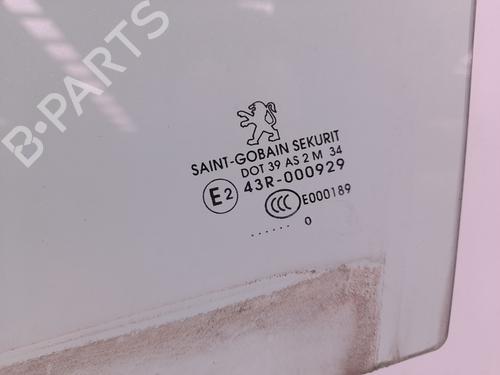 B-PARTS
SAINT-GOBAIN SEKURIT
DOT 39 AS 2 M 34
E2 43R-000929
CCC E000189
...... 0